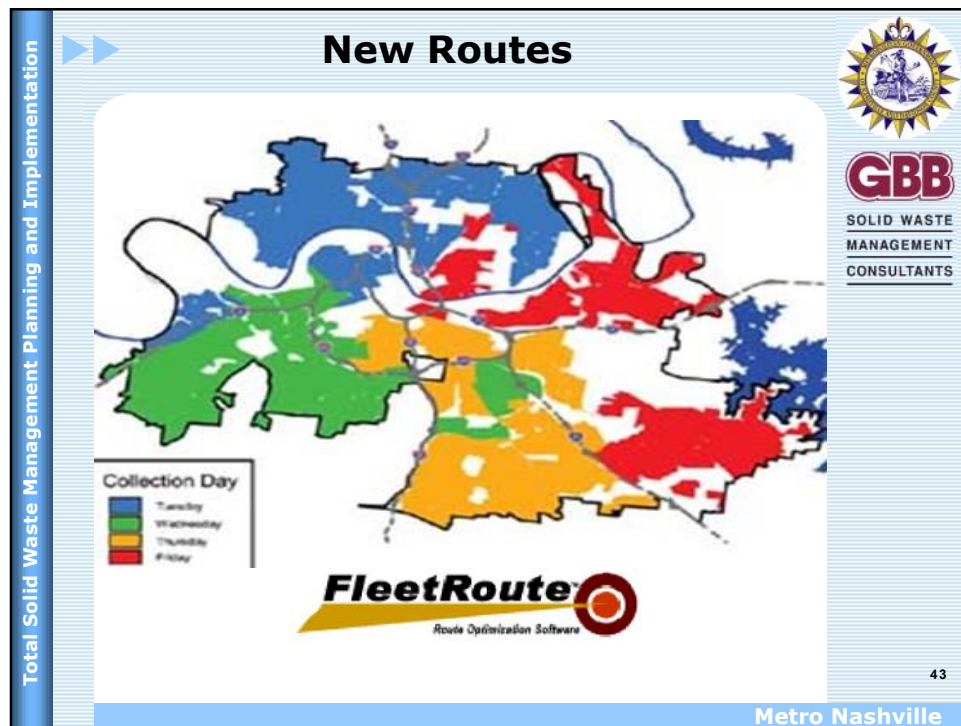 Total Solid Waste Management Planning and Implementation
New Routes
GBB
SOLID WASTE
MANAGEMENT
CONSULTANTS
Collection Day
Tuesday
Wednesday
Thursday
Friday
FleetRoute™
Route Optimization Software
43
Metro Nashville